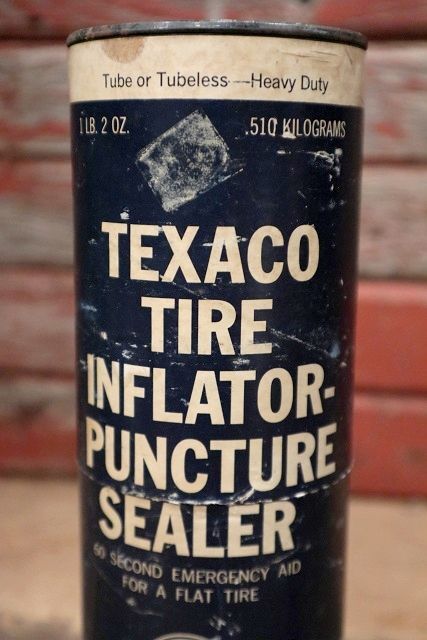 Tube or Tubeless—Heavy Duty
1 LB. 2 OZ. .510 KILOGRAMS
TEXACO
TIRE
INFLATOR-
PUNCTURE
SEALER
60 SECOND EMERGENCY AID
FOR A FLAT TIRE